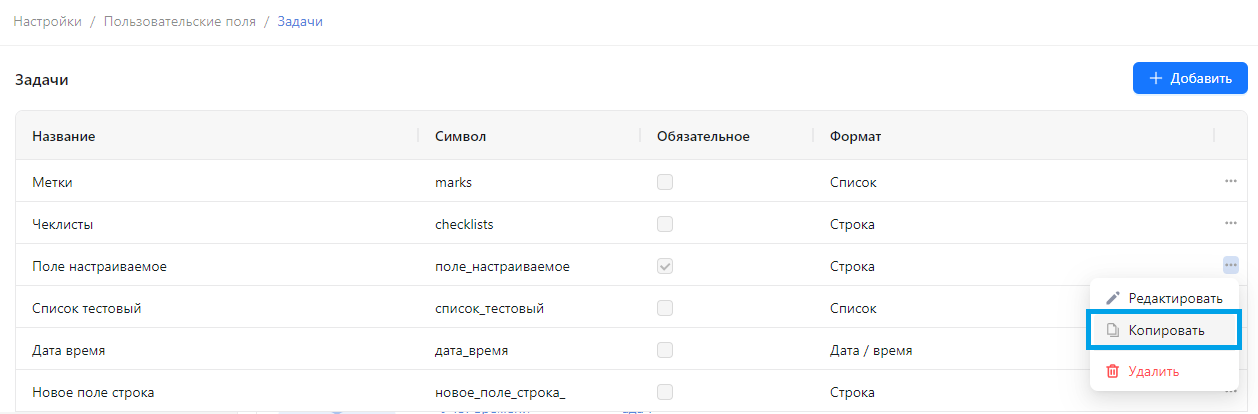 Настройки / Пользовательские поля / Задачи
Задачи
+ Добавить
Название Символ Обязательное Формат
Метки marks Список
Чеклисты checklists Строка
Поле настраиваемое поле_настраиваемое Строка
Редактировать
Список тестовый список_тестовый Список
Копировать
Дата время дата_время Дата / время
Удалить
Новое поле строка новое_поле_строка_ Строка